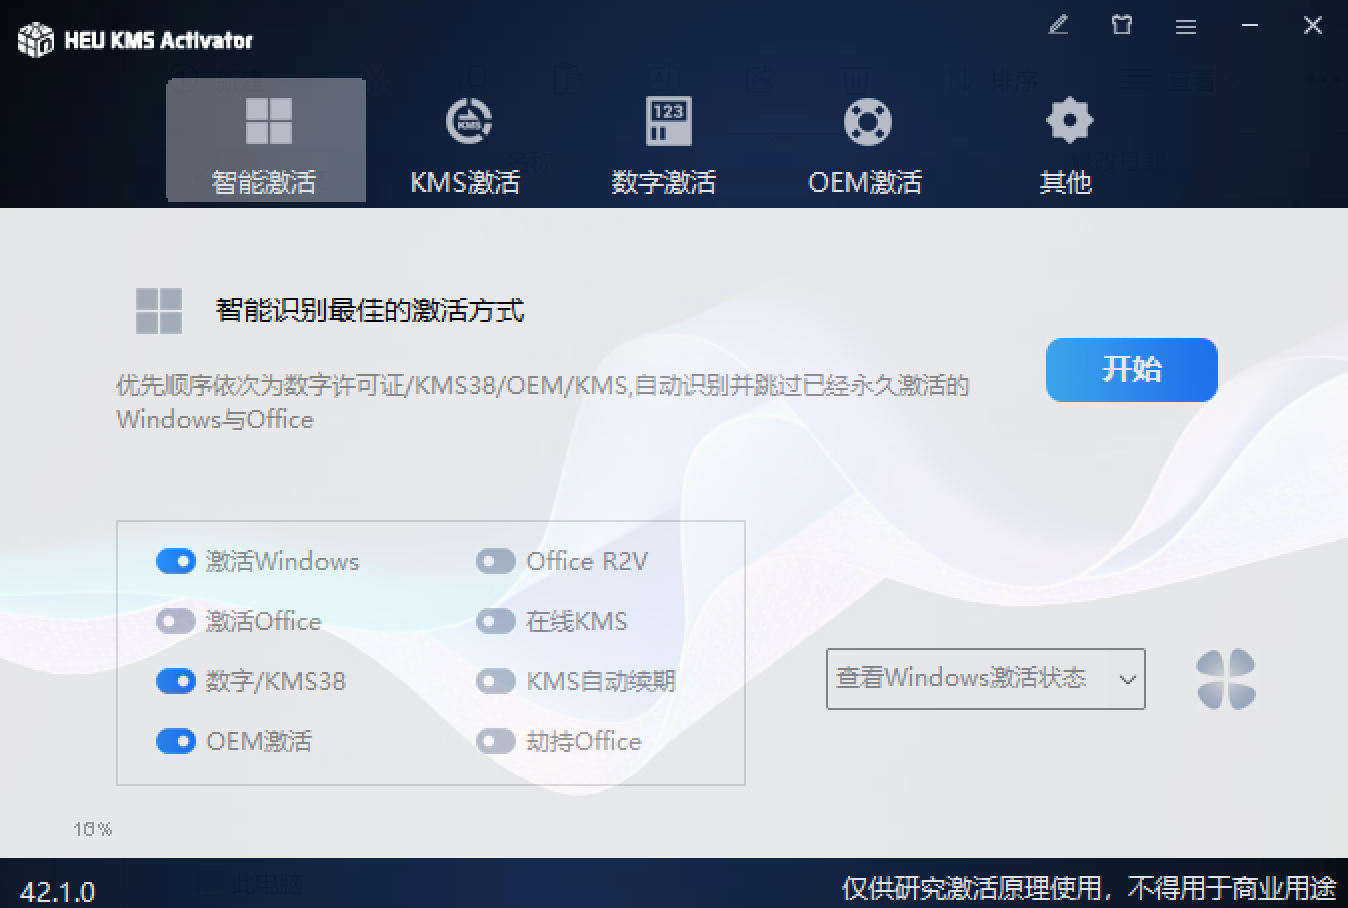 HEU KMS Activator
智能激活
KMS激活
123
KMS
数字激活
OEM激活
其他
智能识别最佳的激活方式
优先顺序依次为数字许可证/KMS38/OEM/KMS,自动识别并跳过已经永久激活的
Windows与Office
开始
激活Windows
Office R2V
激活Office
在线KMS
数字/KMS38
KMS自动续期
OEM激活
劫持Office
查看Windows激活状态
42.1.0
仅供研究激活原理使用，不得用于商业用途